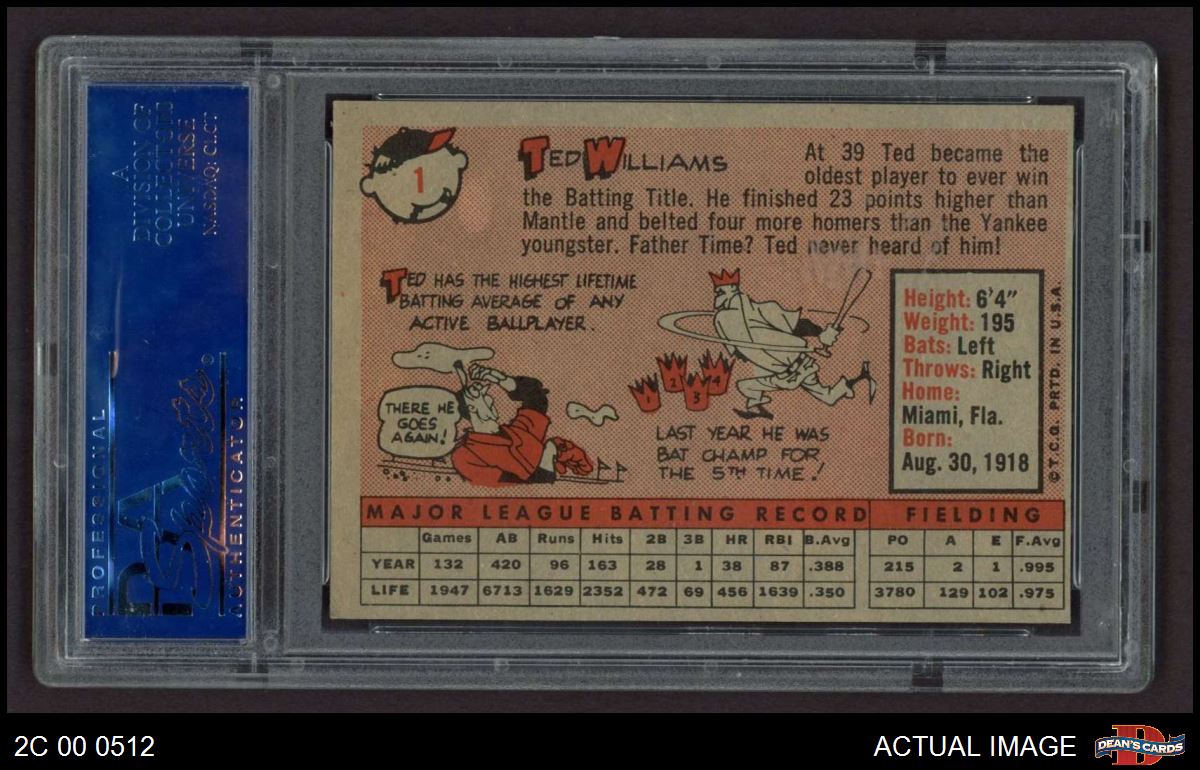 A
DIVISION OF
COLLECTORS
UNIVERSE
NASDAQ: CLCT
PROFESSIONAL
PSA
Sports
®
AUTHENTICATOR
1
TED WILLIAMS
At 39 Ted became the
oldest player to ever win
the Batting Title. He finished 23 points higher than
Mantle and belted four more homers than the Yankee
youngster. Father Time? Ted never heard of him!
TED HAS THE HIGHEST LIFETIME
BATTING AVERAGE OF ANY
ACTIVE BALLPLAYER.
THERE HE
GOES
AGAIN!
1 2 3 4
LAST YEAR HE WAS
BAT CHAMP FOR
THE 5TH TIME!
Height: 6'4"
Weight: 195
Bats: Left
Throws: Right
Home:
Miami, Fla.
Born:
Aug. 30, 1918
©T.C.G. PRTD. IN U.S.A.
MAJOR LEAGUE BATTING RECORD FIELDING
Games AB Runs Hits 2B 3B HR RBI B.Avg PO A E F.Avg
YEAR 132 420 96 163 28 1 38 87 .388 215 2 1 .995
LIFE 1947 6713 1629 2352 472 69 456 1639 .350 3780 129 102 .975
2C 00 0512
ACTUAL IMAGE
D
DEAN'S CARDS